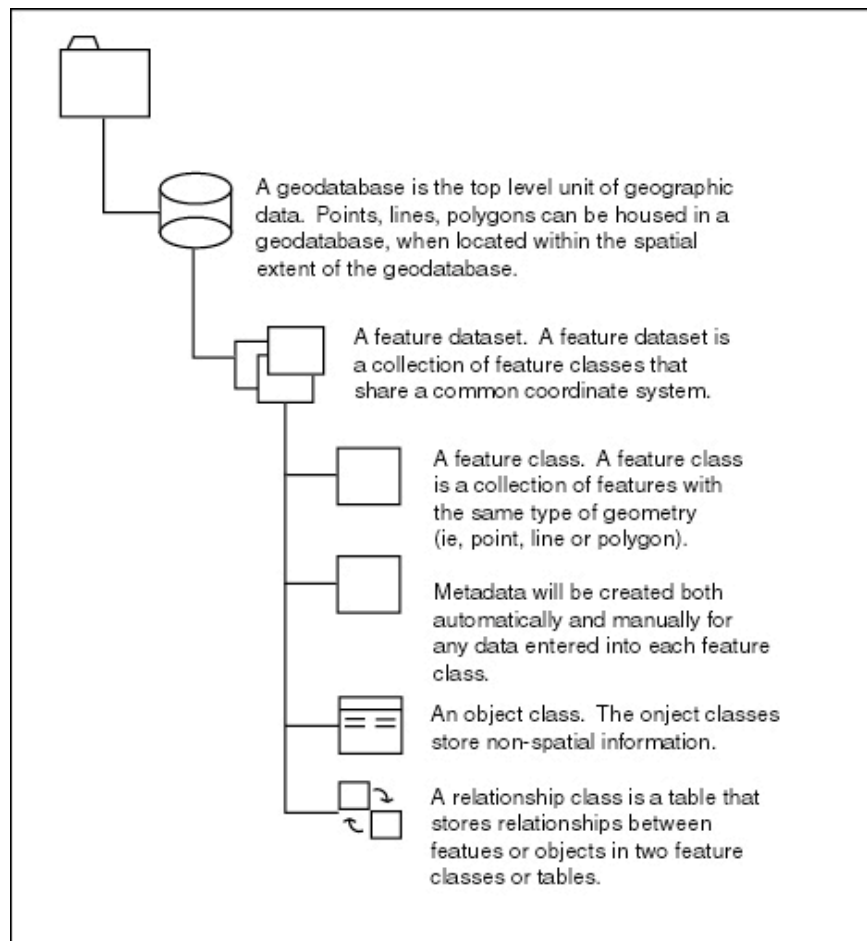 A geodatabase is the top level unit of geographic
data. Points, lines, polygons can be housed in a
geodatabase, when located within the spatial
extent of the geodatabase.
A feature dataset. A feature dataset is
a collection of feature classes that
share a common coordinate system.
A feature class. A feature class
is a collection of features with
the same type of geometry
(ie, point, line or polygon).
Metadata will be created both
automatically and manually for
any data entered into each feature
class.
An object class. The onject classes
store non-spatial information.
A relationship class is a table that
stores relationships between
featues or objects in two feature
classes or tables.